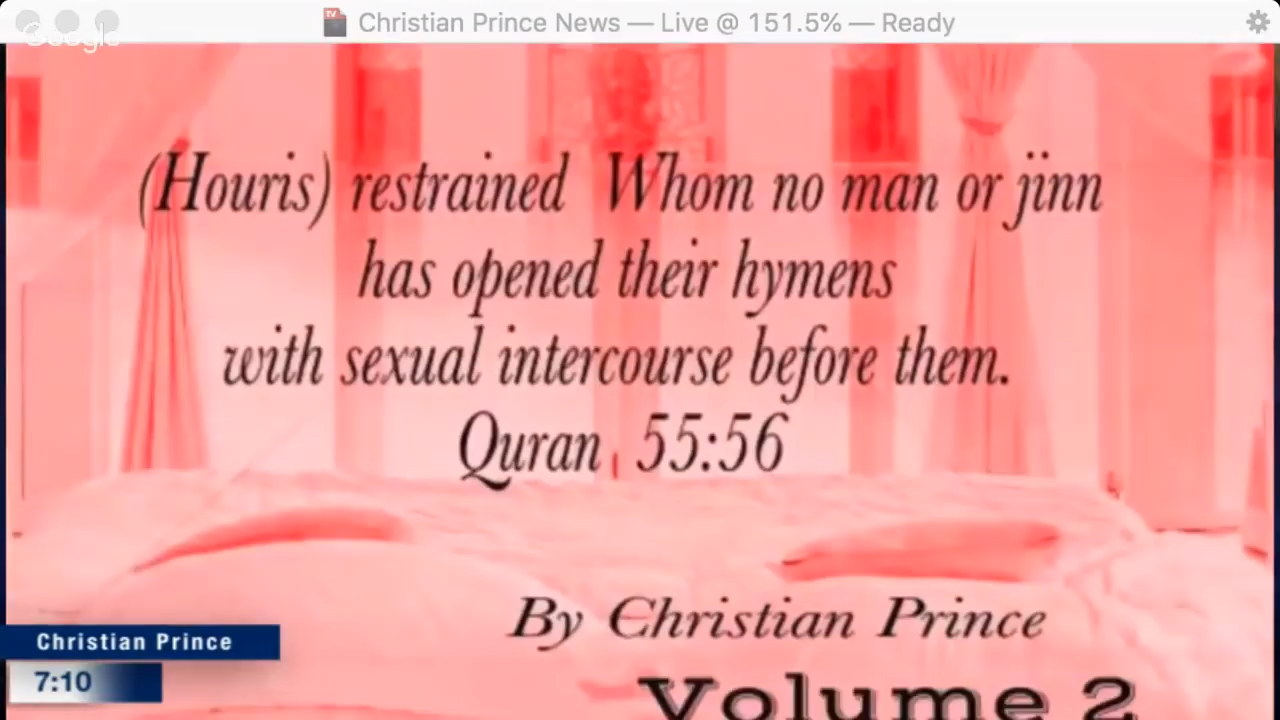 Christian Prince News — Live @ 151.5% — Ready
Google
(Houris) restrained Whom no man or jinn
has opened their hymens
with sexual intercourse before them.
Quran 55:56
By Christian Prince
Volume 2
Christian Prince
7:10